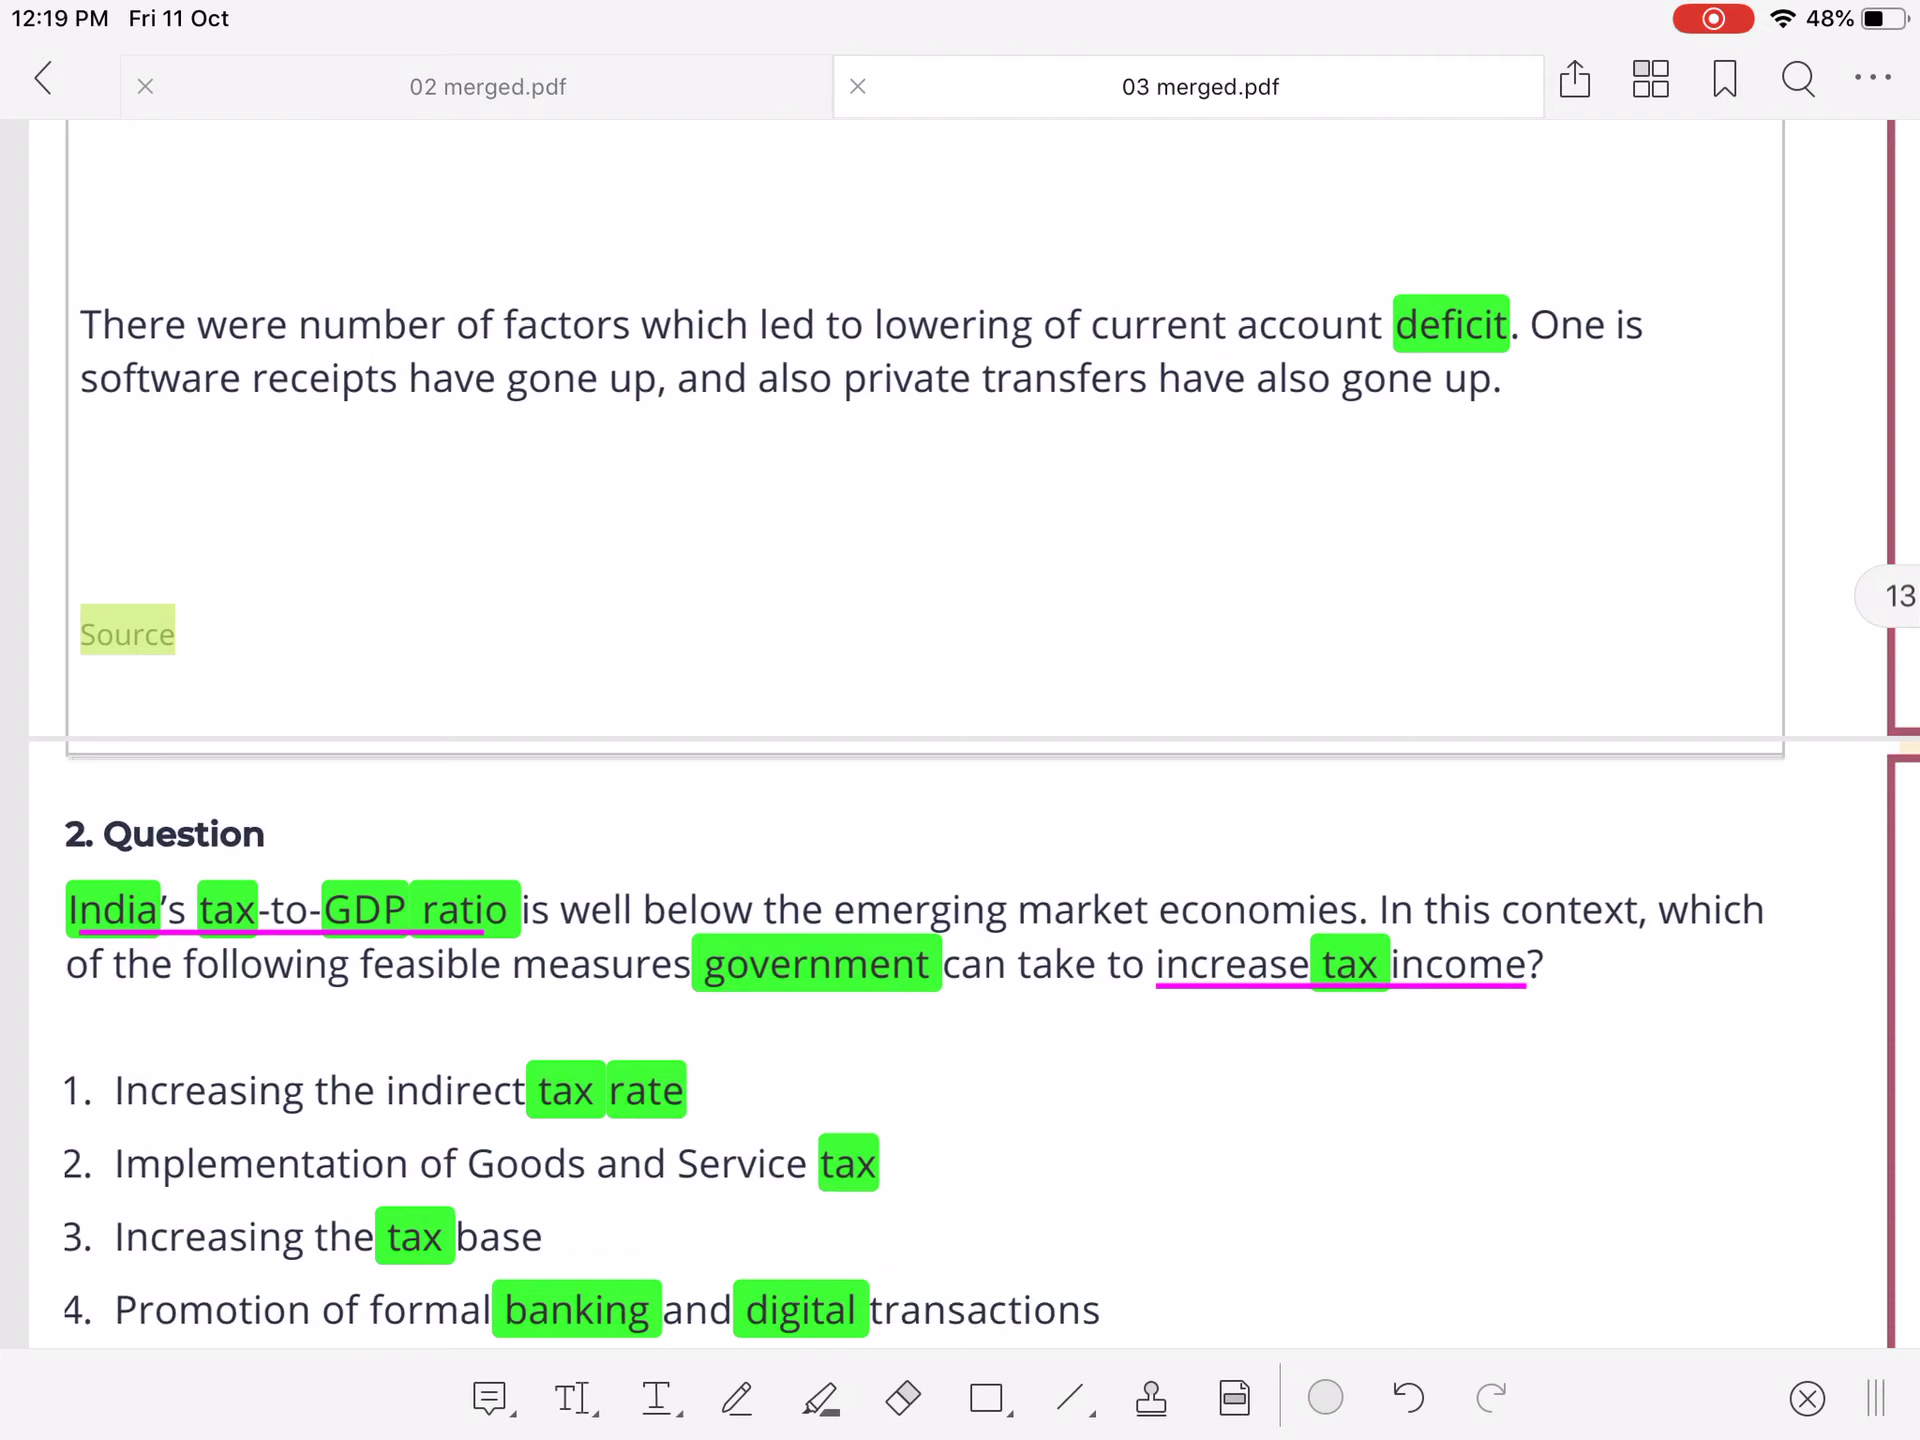 12:19 PM Fri 11 Oct
48%
02 merged.pdf
03 merged.pdf
There were number of factors which led to lowering of current account deficit. One is
software receipts have gone up, and also private transfers have also gone up.
13
Source
2. Question
India's tax-to-GDP ratio is well below the emerging market economies. In this context, which
of the following feasible measures government can take to increase tax income?
1. Increasing the indirect tax rate
2. Implementation of Goods and Service tax
3. Increasing the tax base
4. Promotion of formal banking and digital transactions